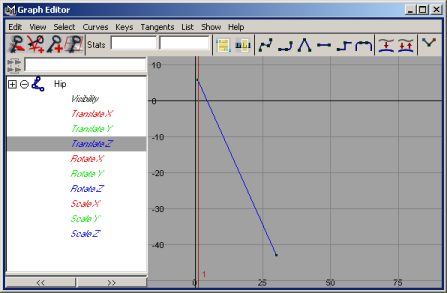 Graph Editor
Edit View Select Curves Keys Tangents List Show Help
Stats
Hip
Visibility
Translate X
Translate Y
Translate Z
Rotate X
Rotate Y
Rotate Z
Scale X
Scale Y
Scale Z
<< >>
10
0
-10
-20
-30
-40
1
0 25 50 75